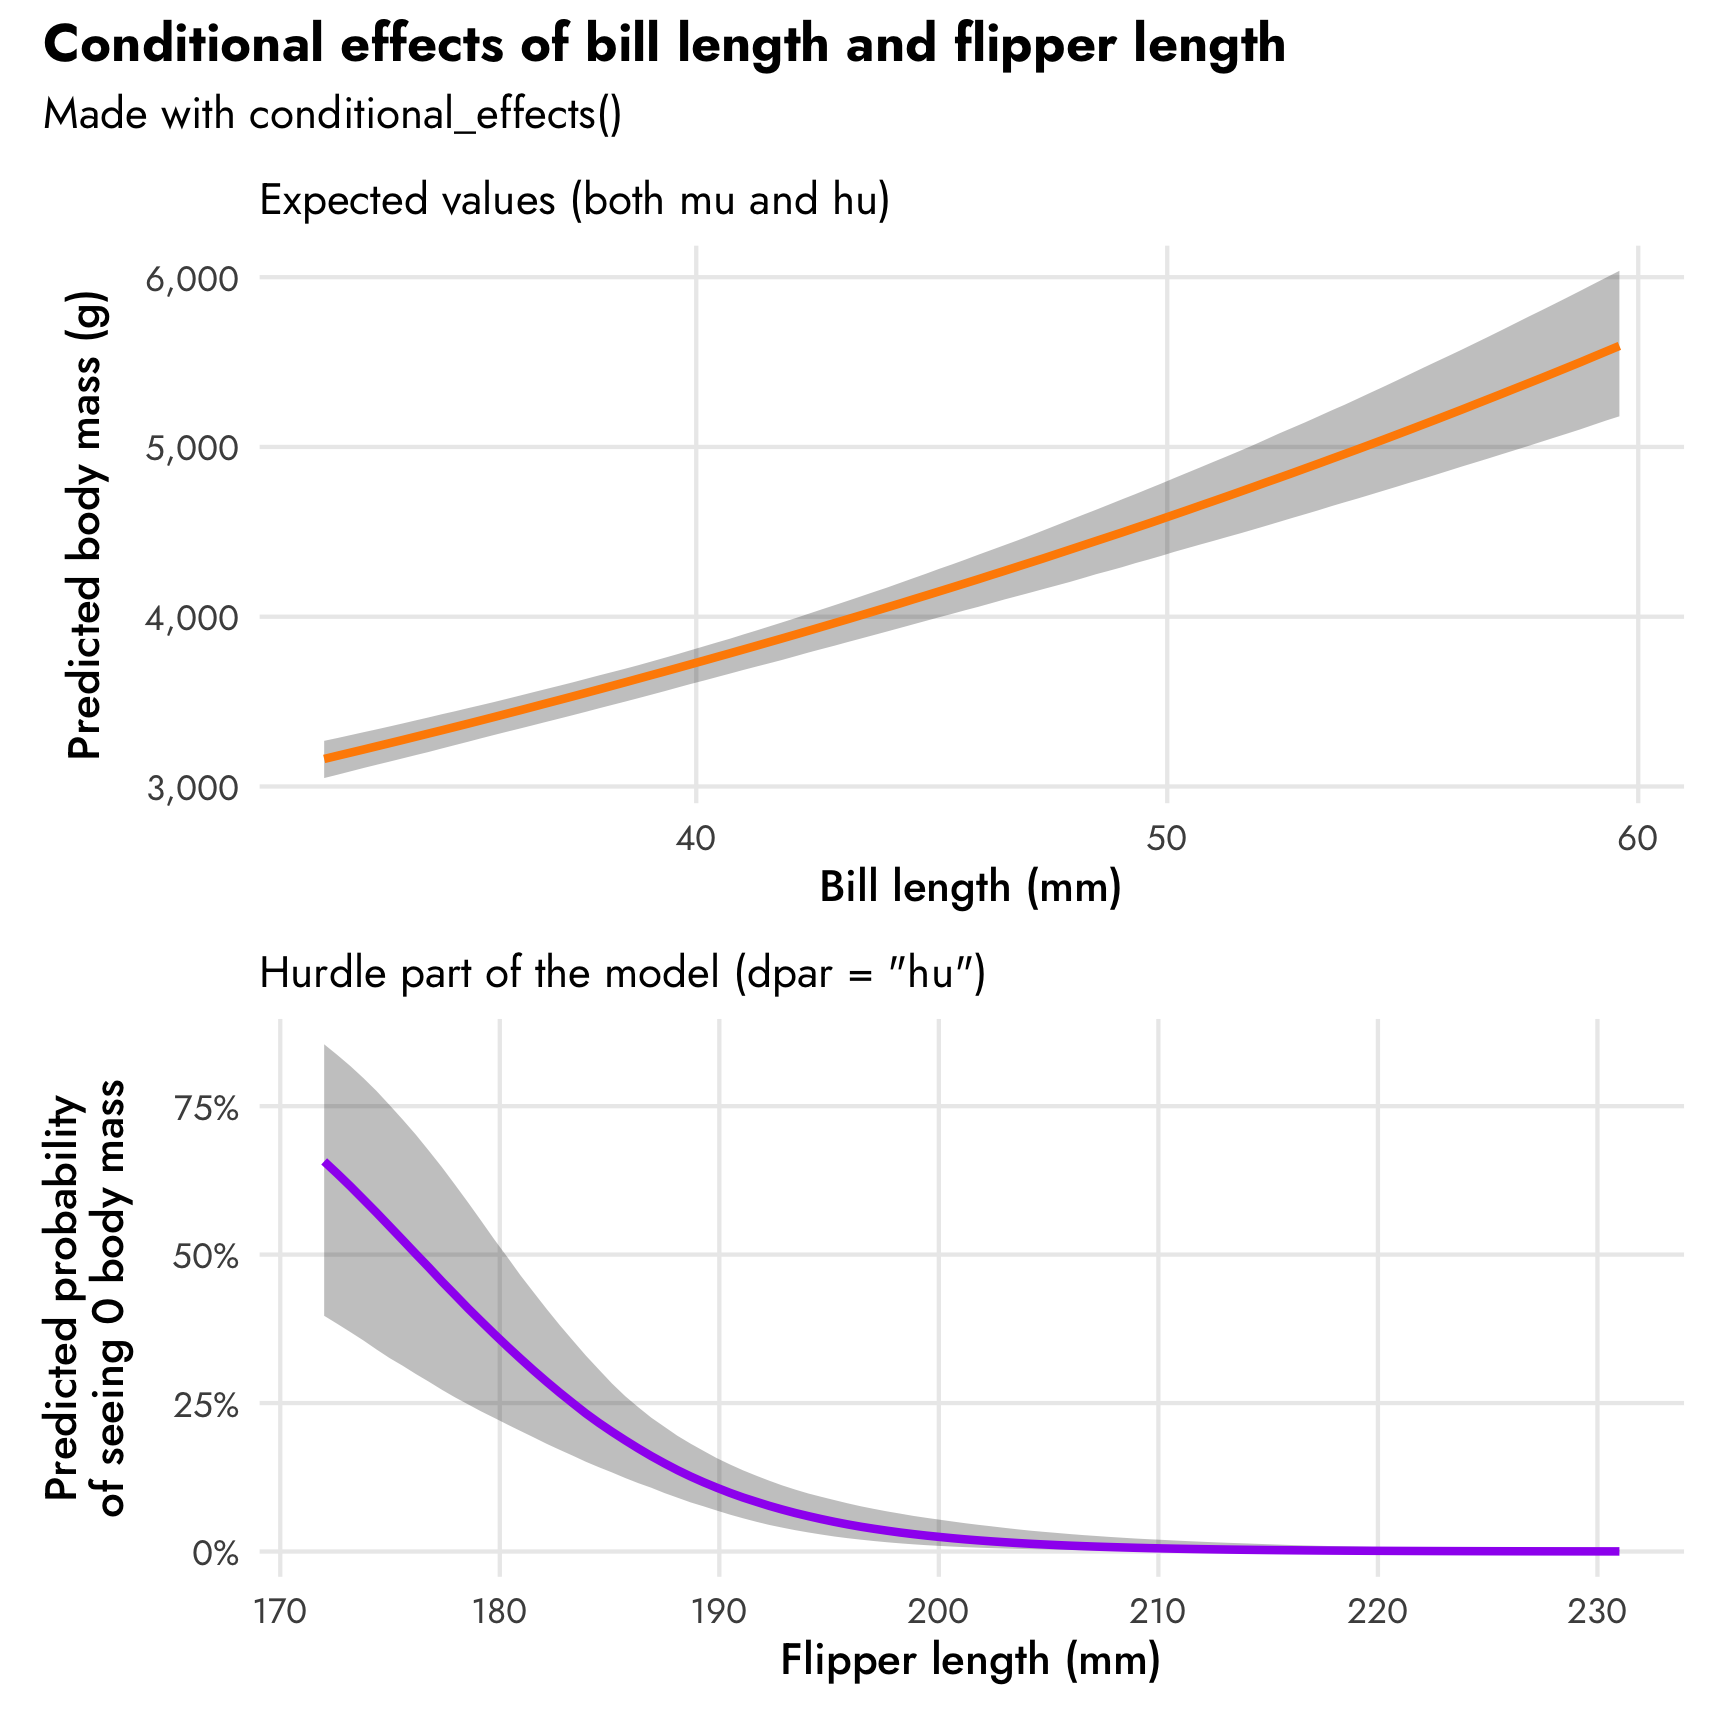 Conditional effects of bill length and flipper length
Made with conditional_effects()
Expected values (both mu and hu)
Predicted body mass (g)
6,000
5,000
4,000
3,000
40
50
60
Bill length (mm)
Hurdle part of the model (dpar = "hu")
Predicted probability
of seeing 0 body mass
75%
50%
25%
0%
170
180
190
200
210
220
230
Flipper length (mm)